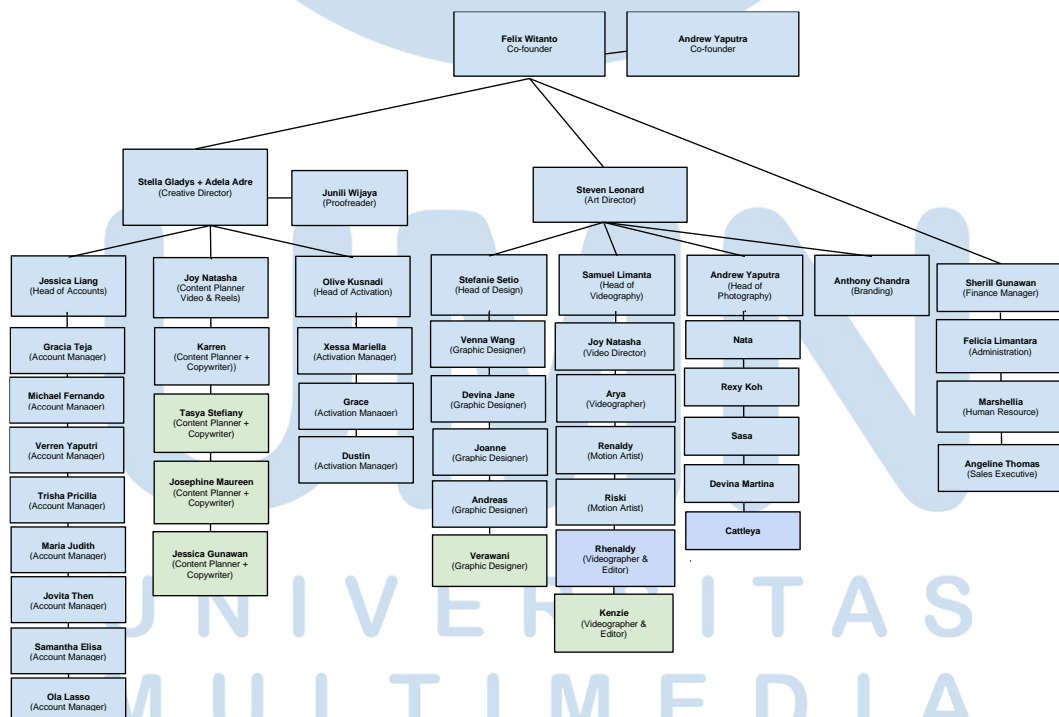 Felix Witanto
Co-founder
Andrew Yaputra
Co-founder
Stella Gladys + Adela Adre
(Creative Director)
Junili Wijaya
(Proofreader)
Steven Leonard
(Art Director)
Jessica Liang
(Head of Accounts)
Joy Natasha
(Content Planner
Video & Reels)
Olive Kusnadi
(Head of Activation)
Stefanie Setio
(Head of Design)
Samuel Limanta
(Head of
Videography)
Andrew Yaputra
(Head of
Photography)
Anthony Chandra
(Branding)
Sherill Gunawan
(Finance Manager)
Gracia Teja
(Account Manager)
Michael Fernando
(Account Manager)
Verren Yaputri
(Account Manager)
Trisha Pricilla
(Account Manager)
Maria Judith
(Account Manager)
Jovita Then
(Account Manager)
Samantha Elisa
(Account Manager)
Ola Lasso
(Account Manager)
Karren
(Content Planner +
Copywriter))
Tasya Stefiany
(Content Planner +
Copywriter)
Josephine Maureen
(Content Planner +
Copywriter)
Jessica Gunawan
(Content Planner +
Copywriter)
Xessa Mariella
(Activation Manager)
Grace
(Activation Manager)
Dustin
(Activation Manager)
Venna Wang
(Graphic Designer)
Devina Jane
(Graphic Designer)
Joanne
(Graphic Designer)
Andreas
(Graphic Designer)
Verawani
(Graphic Designer)
Joy Natasha
(Video Director)
Arya
(Videographer)
Renaldy
(Motion Artist)
Riski
(Motion Artist)
Rhenaldy
(Videographer &
Editor)
Kenzie
(Videographer &
Editor)
Nata
Rexy Koh
Sasa
Devina Martina
Cattleya
Felicia Limantara
(Administration)
Marshellia
(Human Resource)
Angeline Thomas
(Sales Executive)
UMN
UNIVERSITAS
MULTIMEDIA